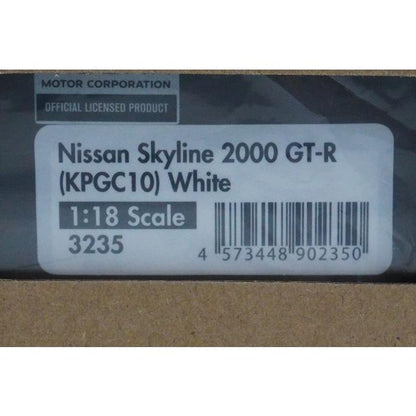 MOTOR CORPORATION
OFFICIAL LICENSED PRODUCT
Nissan Skyline 2000 GT-R
(KPGC10) White
1:18 Scale
3235
4 573448 902350